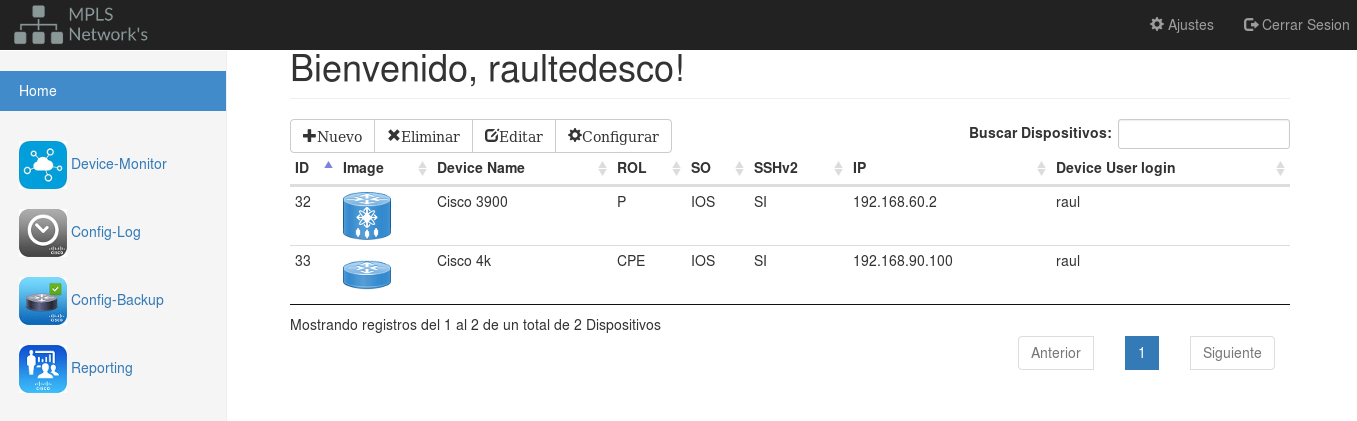 MPLS
Network's
Ajustes Cerrar Sesion
Bienvenido, raultedesco!
Home
Device-Monitor
Config-Log
Config-Backup
Reporting
Nuevo Eliminar Editar Configurar Buscar Dispositivos:
ID Image Device Name ROL SO SSHv2 IP Device User login
32 Cisco 3900 P IOS SI 192.168.60.2 raul
33 Cisco 4k CPE IOS SI 192.168.90.100 raul
Mostrando registros del 1 al 2 de un total de 2 Dispositivos
Anterior 1 Siguiente